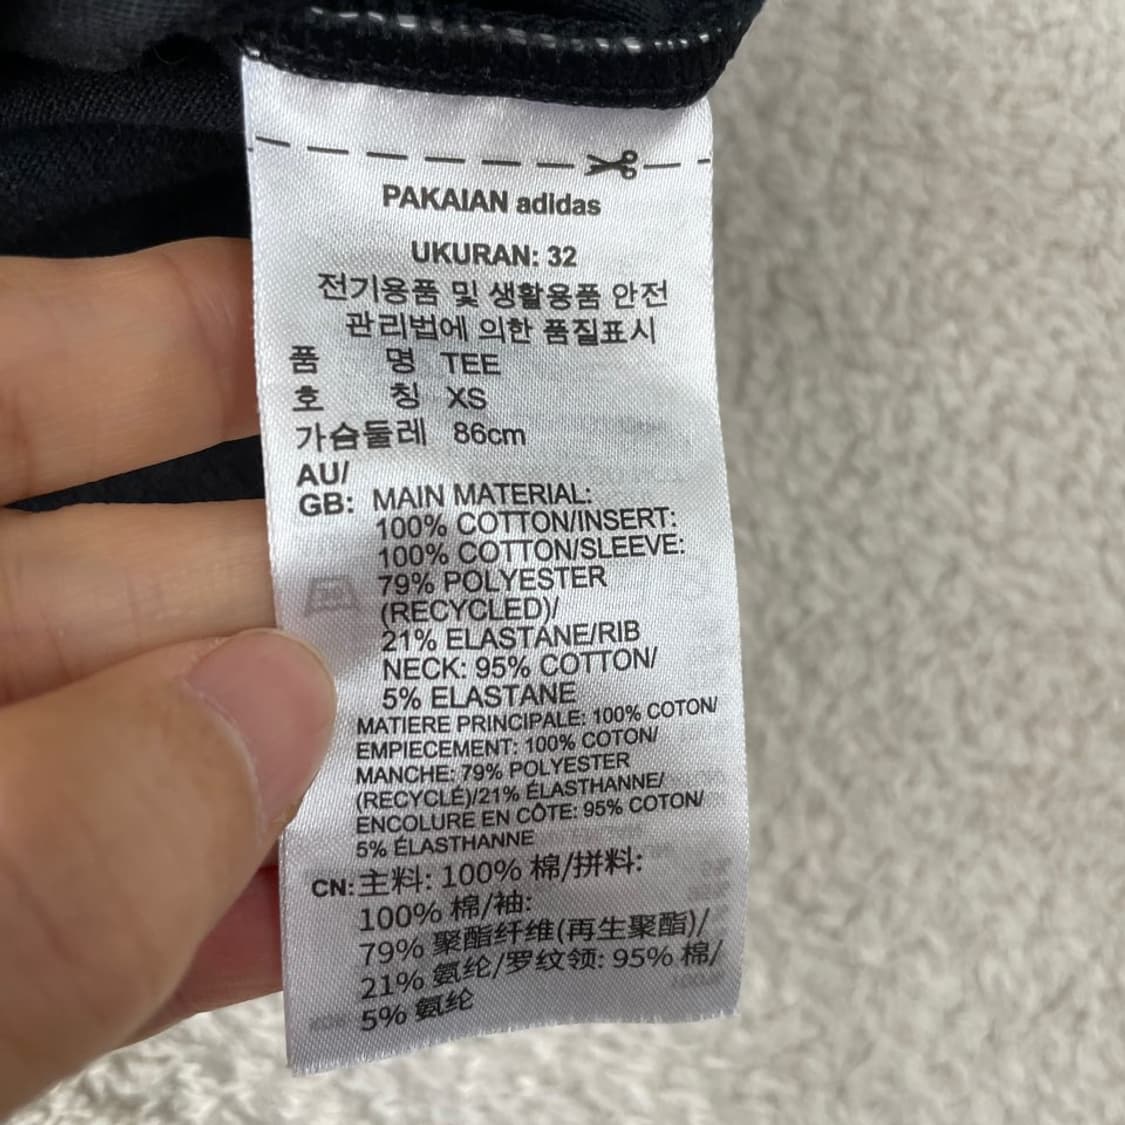 PAKAIAN adidas
UKURAN: 32
전기용품 및 생활용품 안전
관리법에 의한 품질표시
품 명 TEE
호 칭 XS
가슴둘레 86cm
AU/
GB: MAIN MATERIAL:
100% COTTON/INSERT:
100% COTTON/SLEEVE:
79% POLYESTER
(RECYCLED)/
21% ELASTANE/RIB
NECK: 95% COTTON/
5% ELASTANE
MATIERE PRINCIPALE: 100% COTON/
EMPIECEMENT: 100% COTON/
MANCHE: 79% POLYESTER
(RECYCLÉ)/21% ÉLASTHANNE/
ENCOLURE EN CÔTE: 95% COTON/
5% ÉLASTHANNE
CN: 主料: 100% 棉/拼料:
100% 棉/袖:
79% 聚酯纤维(再生聚酯)/
21% 氨纶/罗纹领: 95% 棉/
5% 氨纶